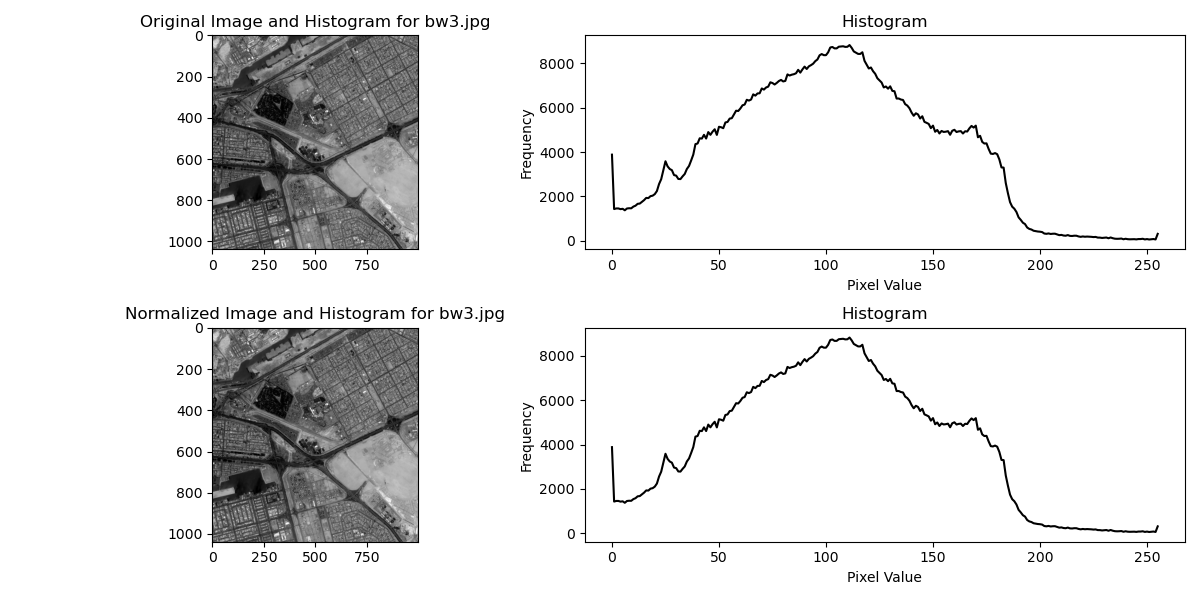 Original Image and Histogram for bw3.jpg
0
200
400
600
800
1000
0 250 500 750
Histogram
Frequency
8000
6000
4000
2000
0
0 50 100 150 200 250
Pixel Value
Normalized Image and Histogram for bw3.jpg
0
200
400
600
800
1000
0 250 500 750
Histogram
Frequency
8000
6000
4000
2000
0
0 50 100 150 200 250
Pixel Value